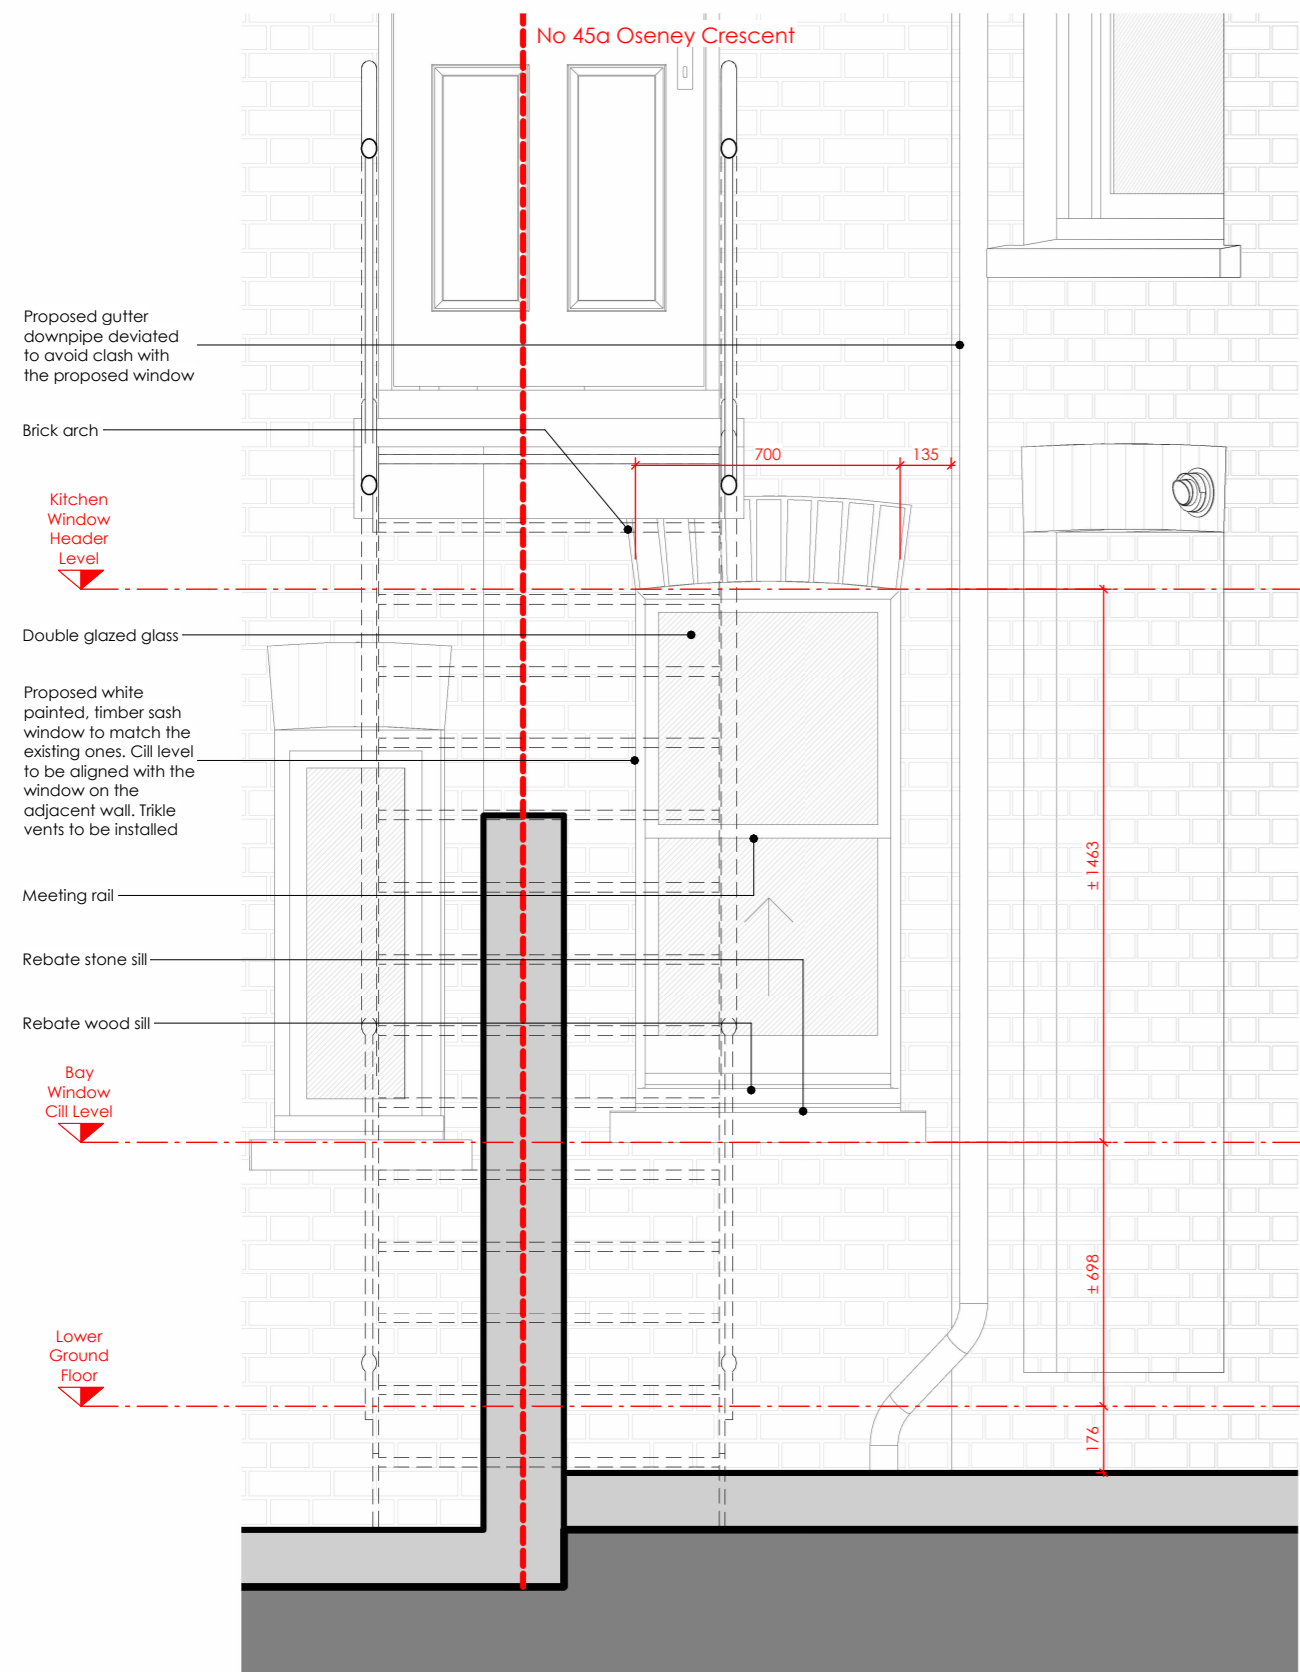 No 45a Oseney Crescent
Proposed gutter
downpipe deviated
to avoid clash with
the proposed window
Brick arch
700
135
Kitchen
Window
Header
Level
Double glazed glass
Proposed white
painted, timber sash
window to match the
existing ones. Cill level
to be aligned with the
window on the
adjacent wall. Trikle
vents to be installed
± 1463
Meeting rail
Rebate stone sill
Rebate wood sill
Bay
Window
Cill Level
± 698
Lower
Ground
Floor
176